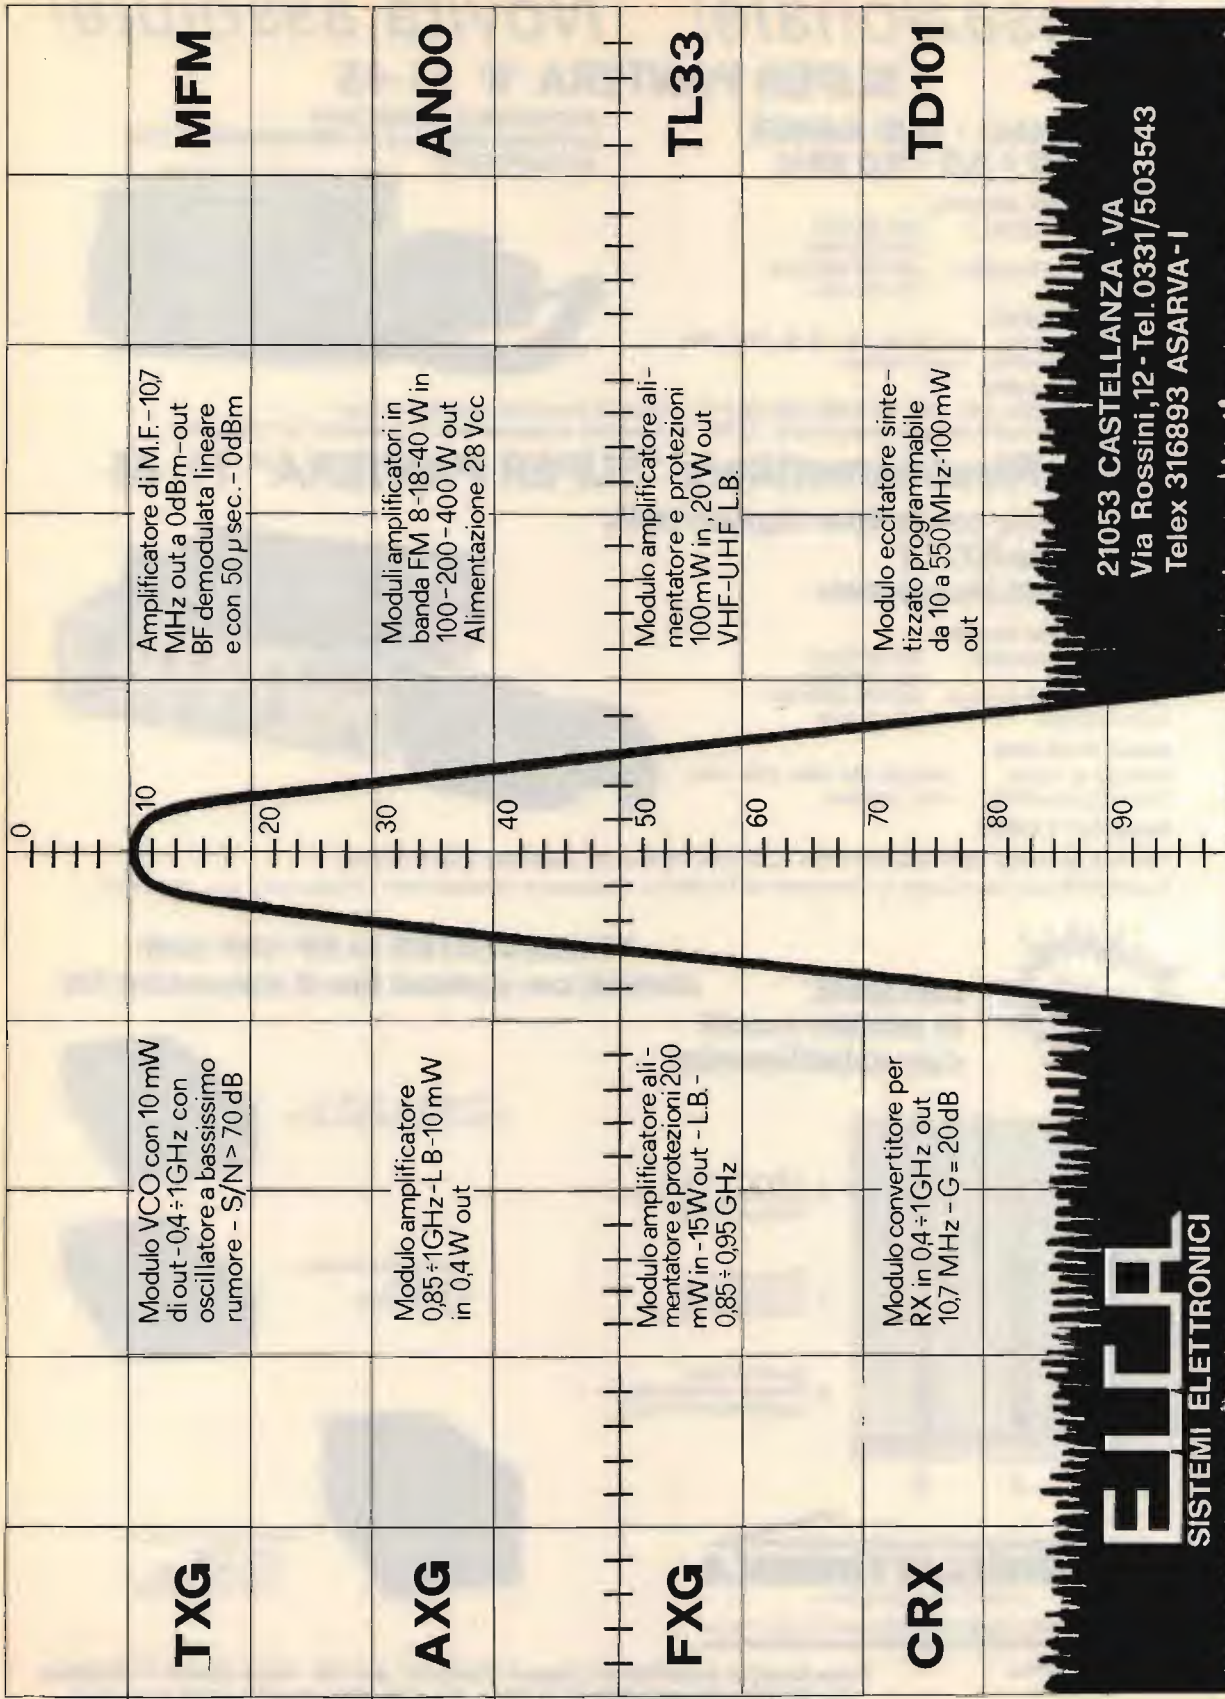 TXG
Modulo VCO con 10 mW
di out - 0,4 ÷ 1GHz con
oscillatore a bassissimo
rumore - S/N > 70 dB
AXG
Modulo amplificatore
0,85 ÷ 1GHz - L B - 10 mW
in 0,4 W out
FXG
Modulo amplificatore ali-
mentatore e protezioni 200
mW in - 15 W out - L.B. -
0,85 ÷ 0,95 GHz
CRX
Modulo convertitore per
RX in 0,4 ÷ 1GHz out
10,7 MHz - G = 20 dB
0
10
20
30
40
50
60
70
80
90
Amplificatore di M.F. - 10,7
MHz out a 0dBm - out
BF demodulata lineare
e con 50 µ sec. - 0dBm
MFM
Moduli amplificatori in
banda FM 8-18-40 W in
100-200-400 W out
Alimentazione 28 Vcc
AN00
Modulo amplificatore ali-
mentatore e protezioni
100mW in, 20 W out
VHF-UHF L.B.
TL33
Modulo eccitatore sinte-
tizzato programmabile
da 10 a 550 MHz-100 mW
out
TD101
ELCA
SISTEMI ELETTRONICI
21053 CASTELLANZA - VA
Via Rossini, 12 - Tel. 0331/503543
Telex 316893 ASARVA - I